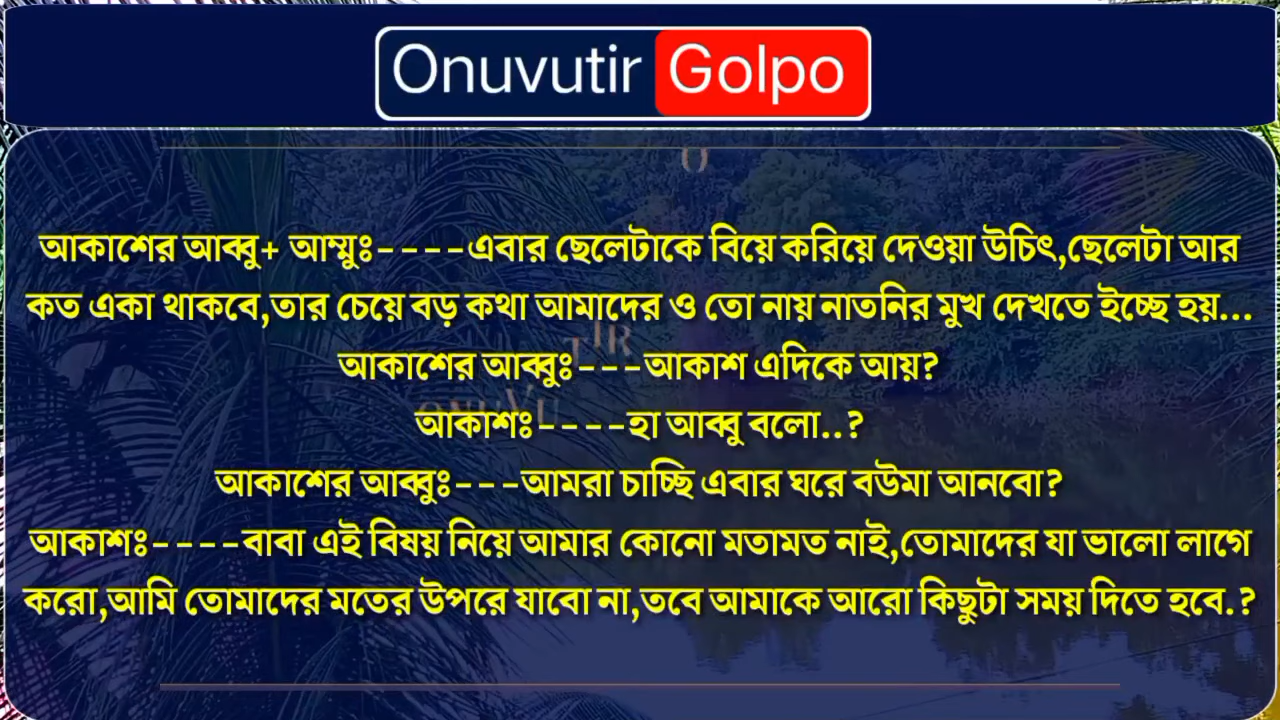 Onuvutir Golpo
আকাশের আব্বু+ আম্মুঃ----এবার ছেলেটাকে বিয়ে করিয়ে দেওয়া উচিৎ,ছেলেটা আর
কত একা থাকবে,তার চেয়ে বড় কথা আমাদের ও তো নায় নাতনির মুখ দেখতে ইচ্ছে হয়...
আকাশের আব্বুঃ---আকাশ এদিকে আয়?
আকাশঃ----হা আব্বু বলো..?
আকাশের আব্বুঃ---আমরা চাচ্ছি এবার ঘরে বউমা আনবো?
আকাশঃ----বাবা এই বিষয় নিয়ে আমার কোনো মতামত নাই,তোমাদের যা ভালো লাগে
করো,আমি তোমাদের মতের উপরে যাবো না,তবে আমাকে আরো কিছুটা সময় দিতে হবে.?